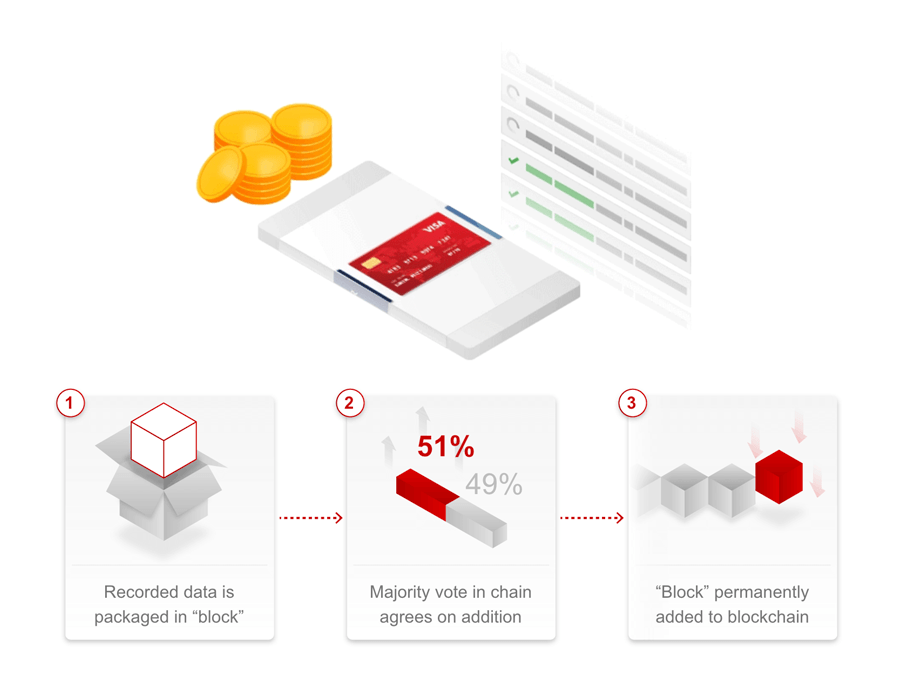 VISA
1
2
3
51%
49%
Recorded data is
packaged in “block”
Majority vote in chain
agrees on addition
“Block” permanently
added to blockchain